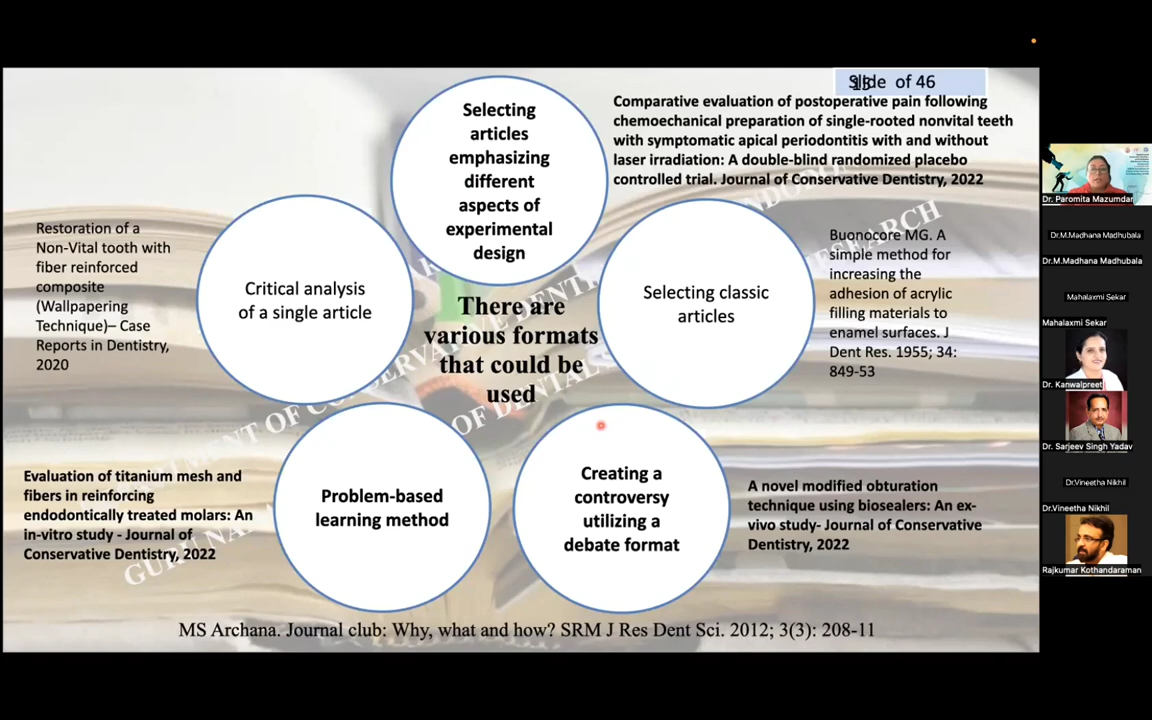 Slide of 46
15
Selecting
articles
emphasizing
different
aspects of
experimental
design
Comparative evaluation of postoperative pain following
chemoechanical preparation of single-rooted nonvital teeth
with symptomatic apical periodontitis with and without
laser irradiation: A double-blind randomized placebo
controlled trial. Journal of Conservative Dentistry, 2022
Restoration of a
Non-Vital tooth with
fiber reinforced
composite
(Wallpapering
Technique)– Case
Reports in Dentistry,
2020
Critical analysis
of a single article
There are
various formats
that could be
used
Selecting classic
articles
Buonocore MG. A
simple method for
increasing the
adhesion of acrylic
filling materials to
enamel surfaces. J
Dent Res. 1955; 34:
849-53
Evaluation of titanium mesh and
fibers in reinforcing
endodontically treated molars: An
in-vitro study - Journal of
Conservative Dentistry, 2022
Problem-based
learning method
Creating a
controversy
utilizing a
debate format
A novel modified obturation
technique using biosealers: An ex-
vivo study- Journal of Conservative
Dentistry, 2022
MS Archana. Journal club: Why, what and how? SRM J Res Dent Sci. 2012; 3(3): 208-11
Dr. Paromita Mazumdar
Dr.M.Madhana Madhubala
Dr.M.Madhana Madhubala
Mahalaxmi Sekar
Mahalaxmi Sekar
Dr. Kanwalpreet
Dr. Sarjeev Singh Yadav
Dr.Vineetha Nikhil
Dr.Vineetha Nikhil
Rajkumar Kothandaraman